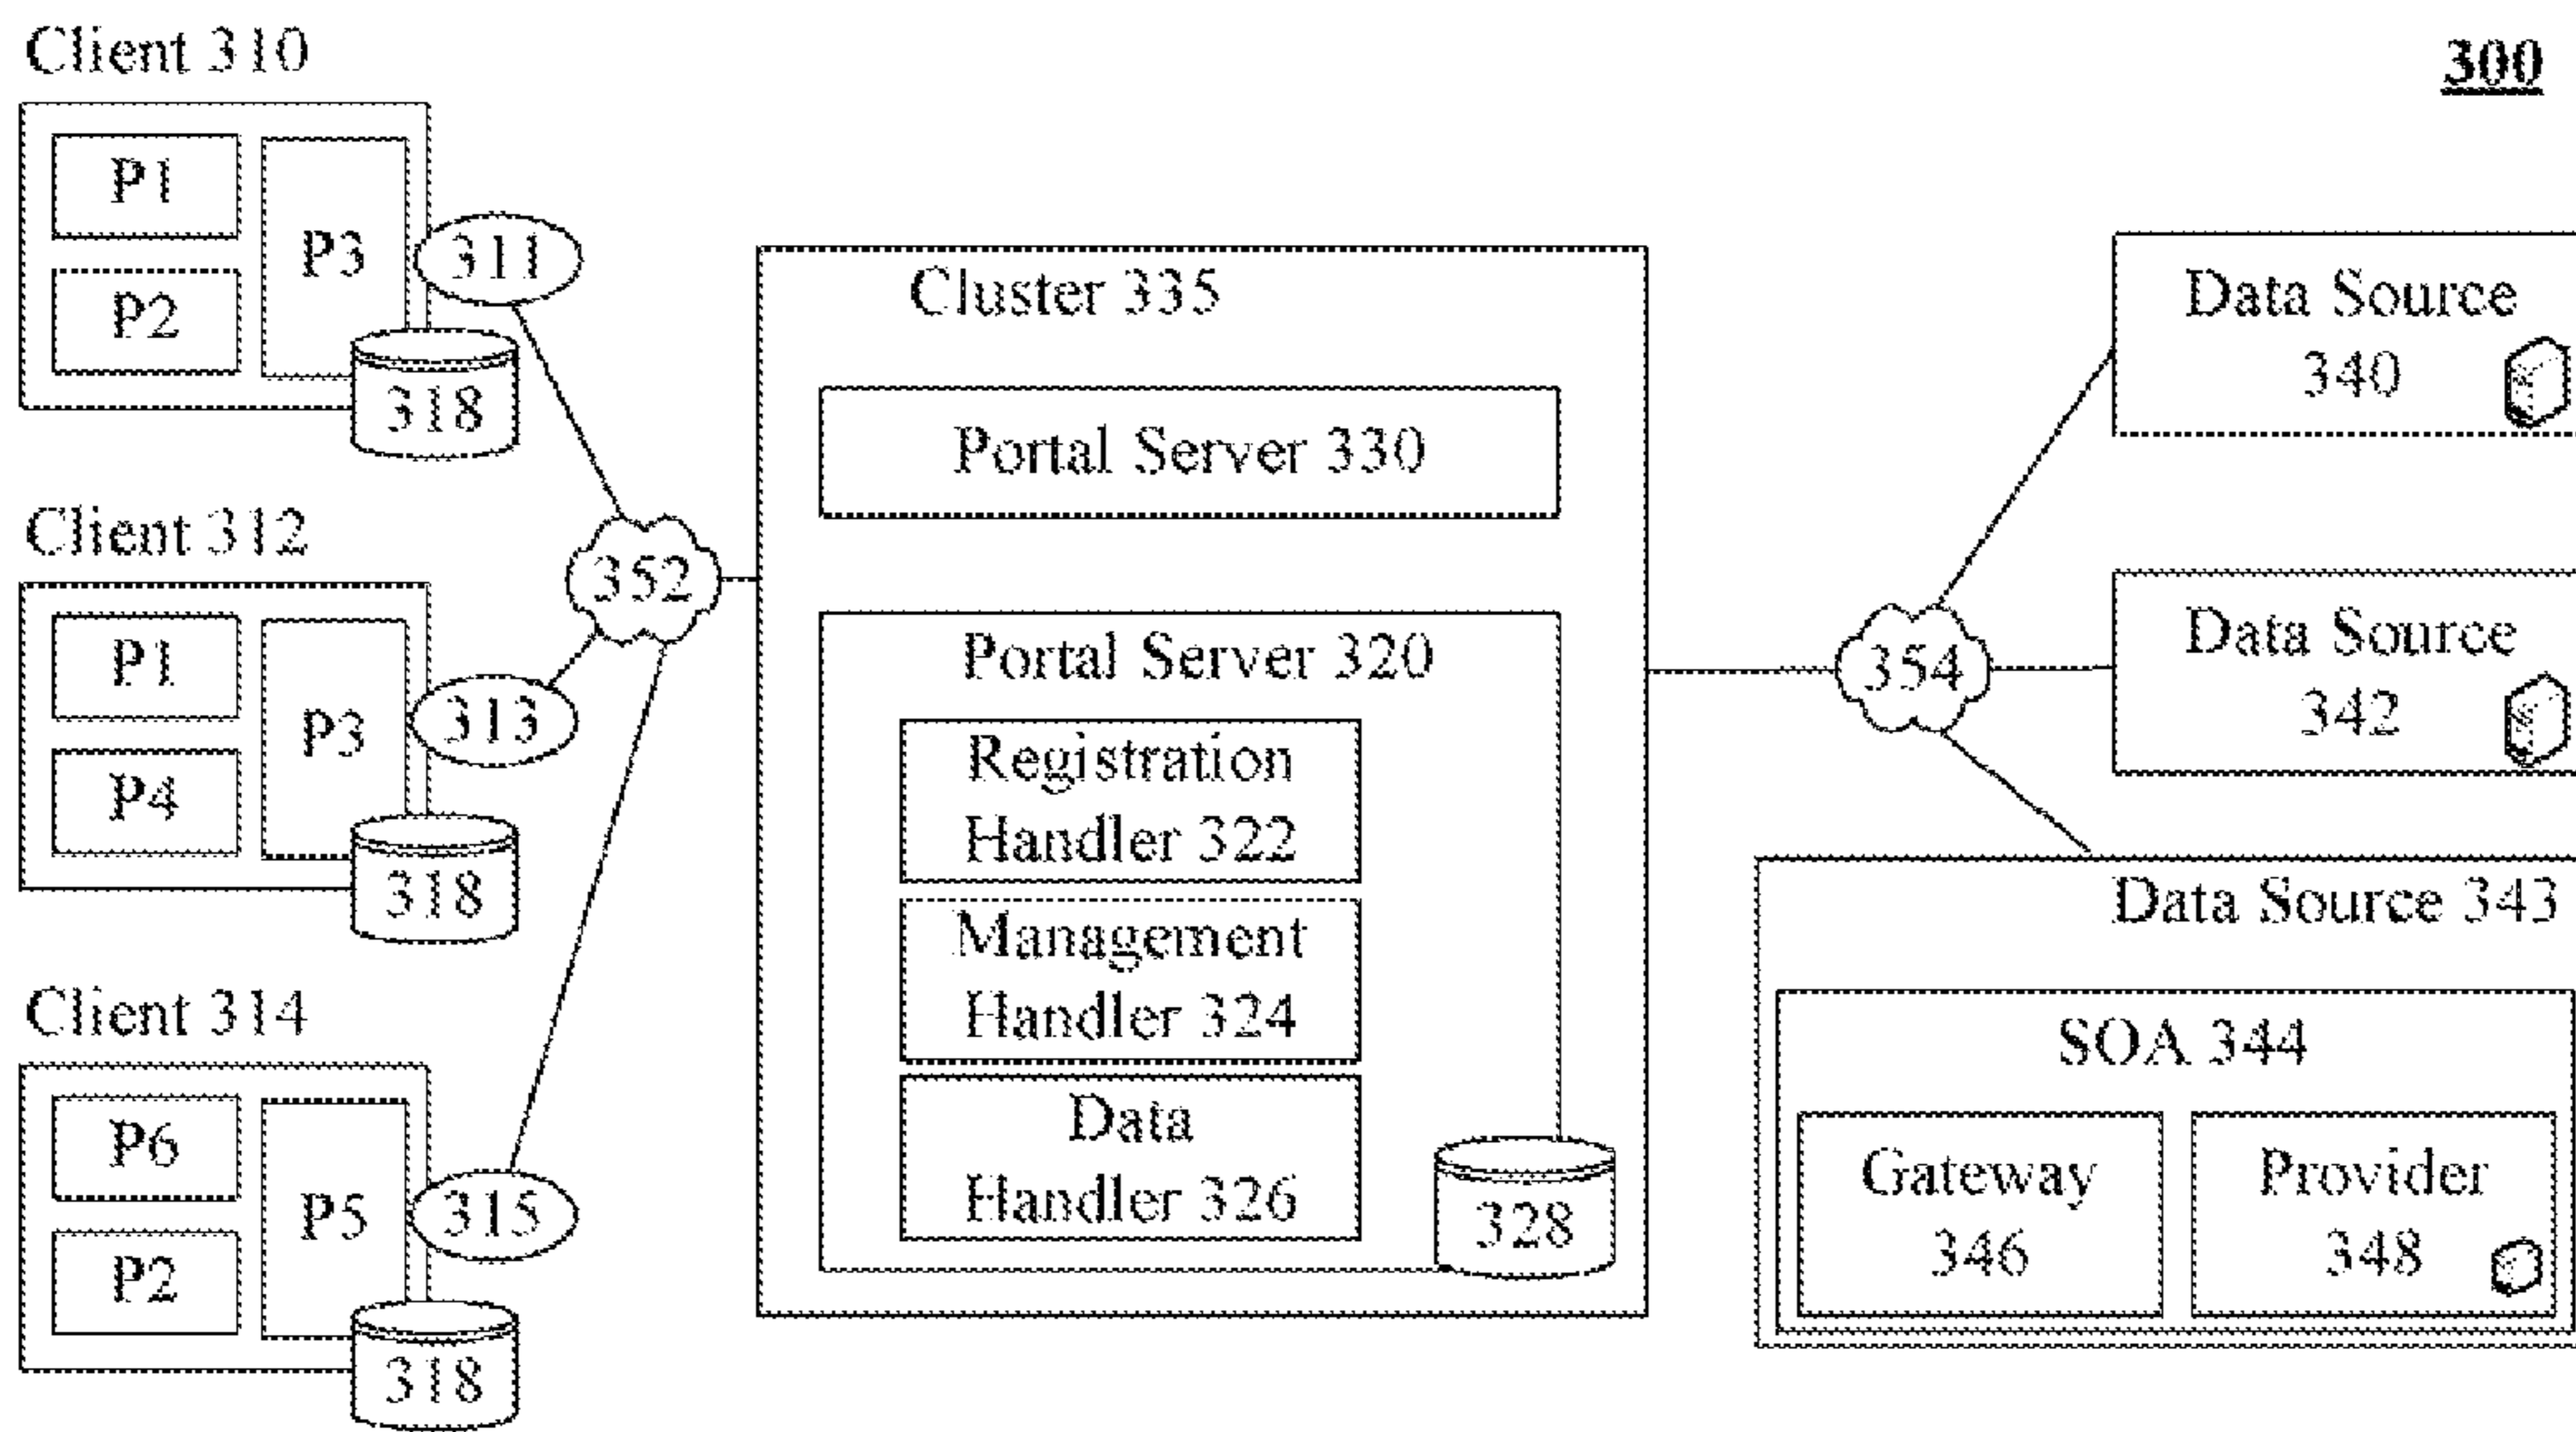 300
Client 310
P1
P2
P3
311
318
Client 312
P1
P4
P3
313
318
Client 314
P6
P2
P5
315
318
352
Cluster 335
Portal Server 330
Portal Server 320
Registration
Handler 322
Management
Handler 324
Data
Handler 326
328
354
Data Source
340
Data Source
342
Data Source 343
SOA 344
Gateway
346
Provider
348